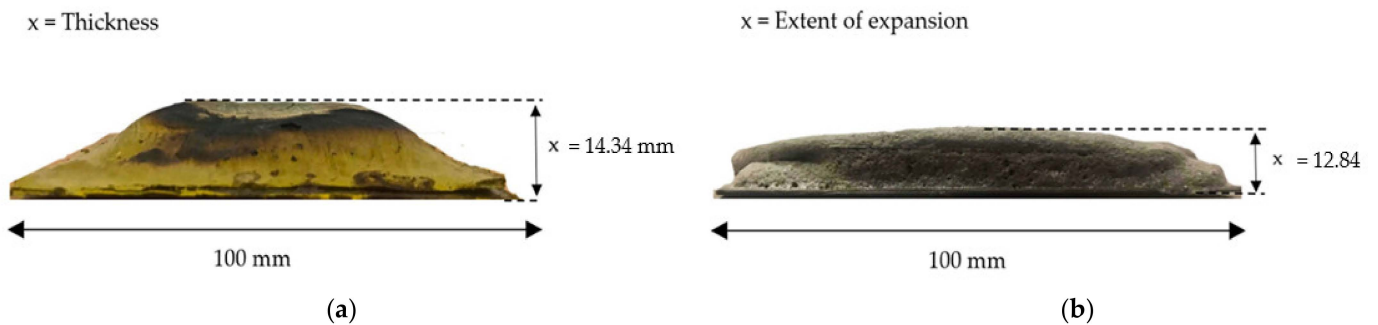 x = Thickness
x = Extent of expansion
x = 14.34 mm
x = 12.84
100 mm
100 mm
(a)
(b)